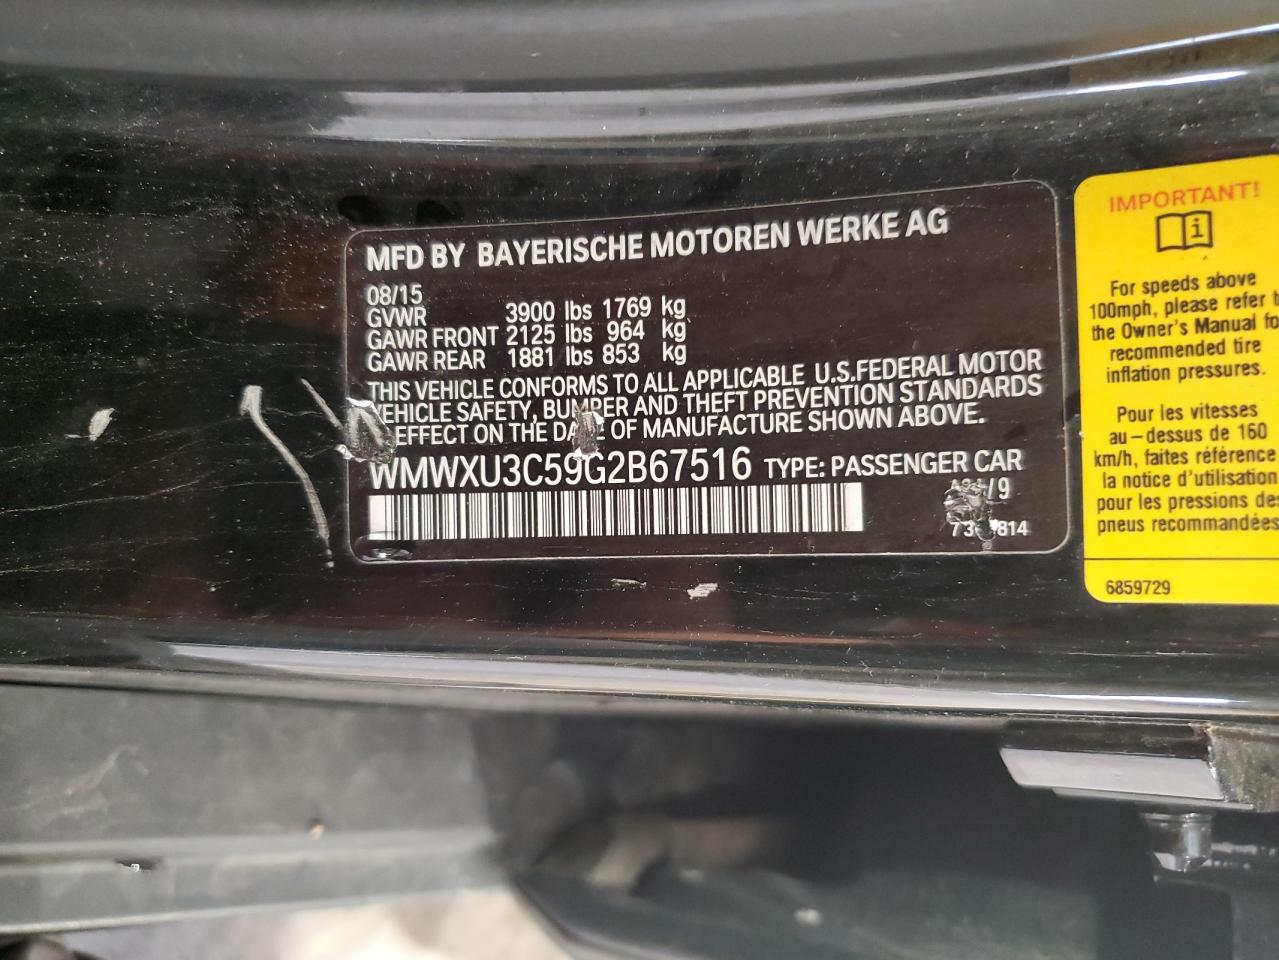 MFD BY BAYERISCHE MOTOREN WERKE AG
08/15
GVWR 3900 lbs 1769 kg
GAWR FRONT 2125 lbs 964 kg
GAWR REAR 1881 lbs 853 kg
THIS VEHICLE CONFORMS TO ALL APPLICABLE U.S.FEDERAL MOTOR
VEHICLE SAFETY, BUMPER AND THEFT PREVENTION STANDARDS
EFFECT ON THE DATE OF MANUFACTURE SHOWN ABOVE.
WMWXU3C59G2B67516 TYPE: PASSENGER CAR
IMPORTANT!
i
For speeds above
100mph, please refer
the Owner's Manual
recommended tire
inflation pressures.
Pour les vitesses
au-dessus de 160
km/h, faites référence
la notice d'utilisation
pour les pressions
pneus recommandées
6859729